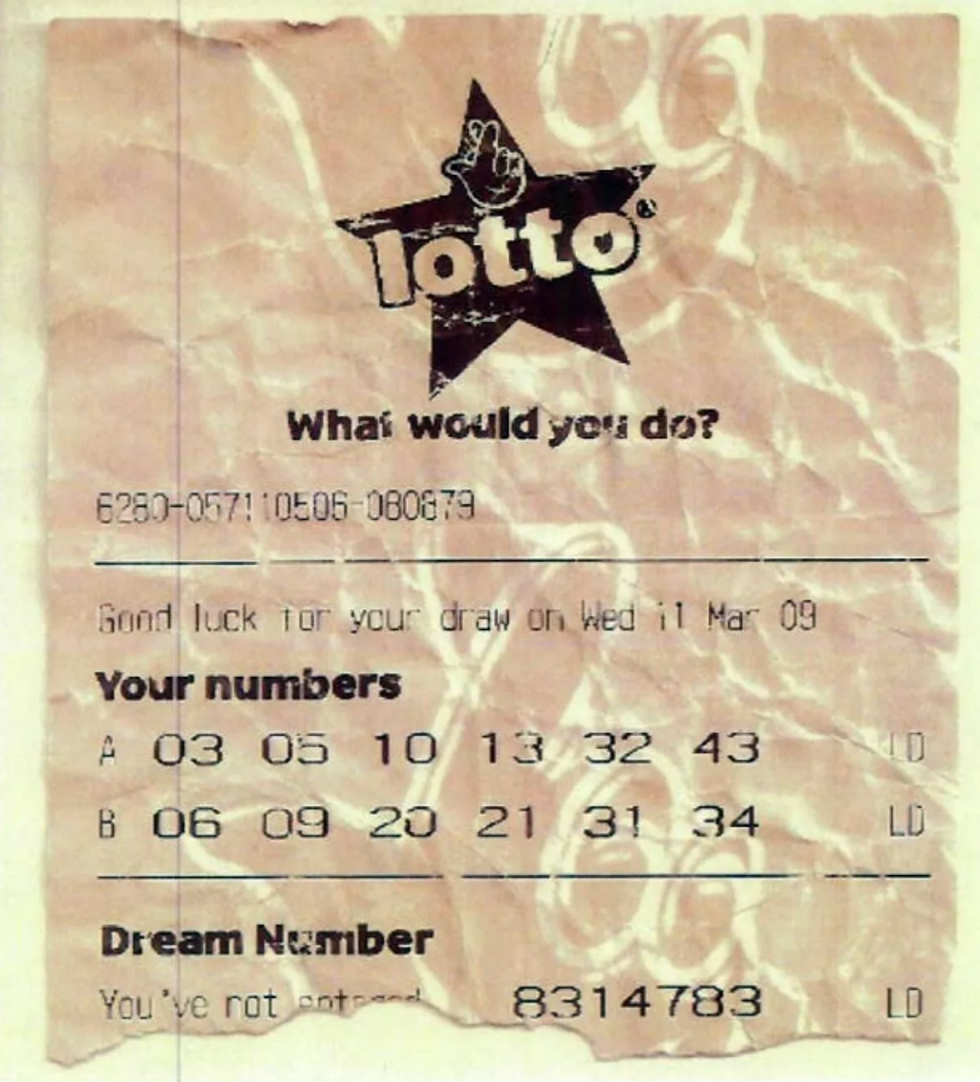 lotto®
What would you do?
6280-057110506-080879
Good luck for your draw on Wed 11 Mar 09
Your numbers
A 03 05 10 13 32 43 LD
B 06 09 20 21 31 34 LD
Dream Number
You've not entered 8314783 LD